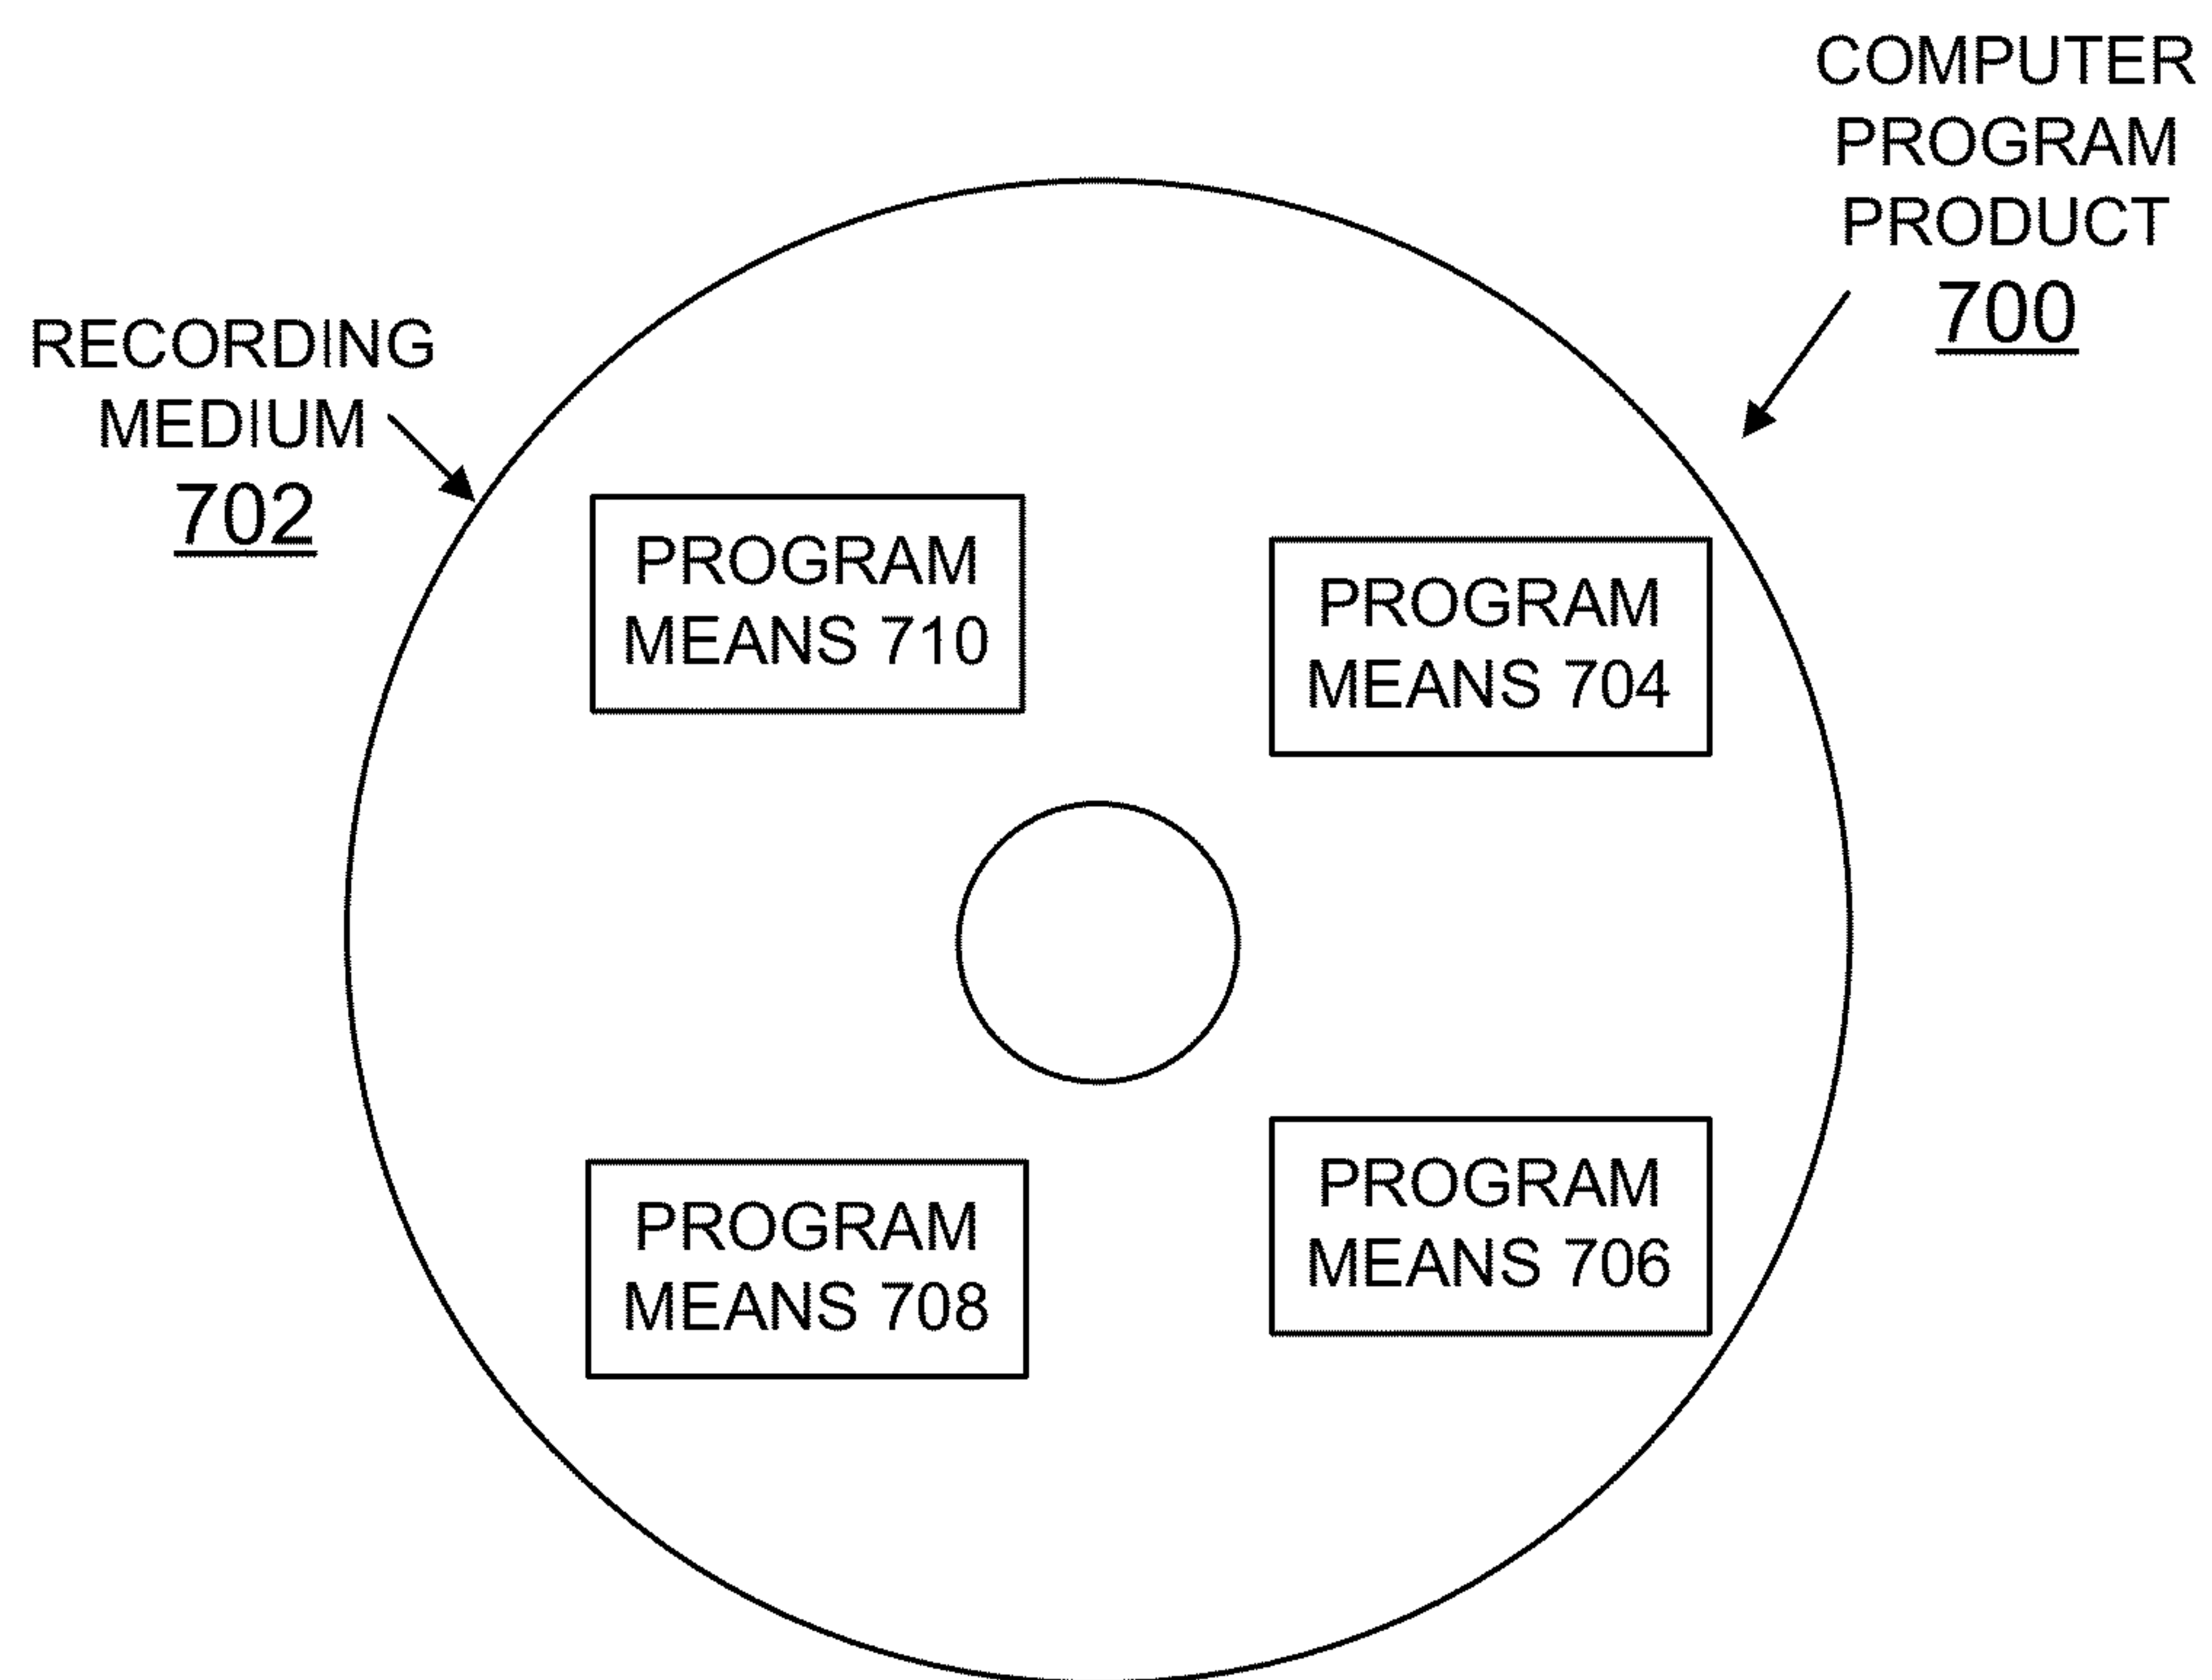 COMPUTER
PROGRAM
PRODUCT
700
RECORDING
MEDIUM
702
PROGRAM
MEANS 710
PROGRAM
MEANS 704
PROGRAM
MEANS 708
PROGRAM
MEANS 706